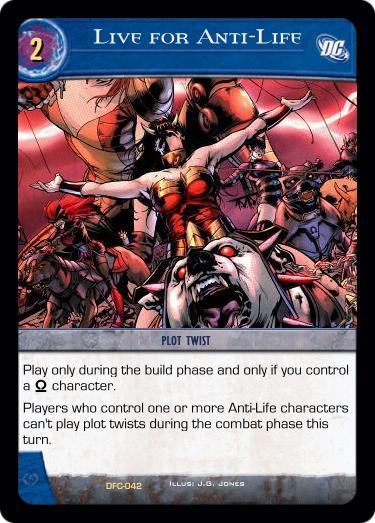 2
Live for Anti-Life
DC
PLOT TWIST
Play only during the build phase and only if you control
a Ω character.
Players who control one or more Anti-Life characters
can't play plot twists during the combat phase this
turn.
DFC-042
Illus: J.G. Jones